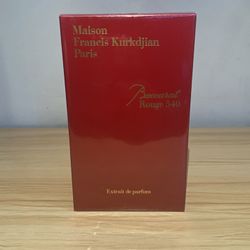 Maison
Francis Kurkdjian
Paris
Baccarat
Rouge 540
Extrait de parfum